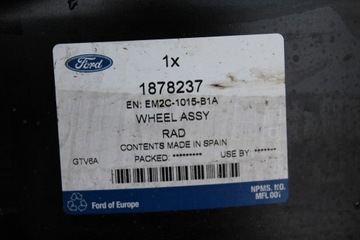 Ford
1x
1878237
EN: EM2C-1015-B1A
WHEEL ASSY
RAD
CONTENTS MADE IN SPAIN
GTV6A PACKED: ********* USE BY: *******
Ford of Europe
NPMS. NO.
MFL 001